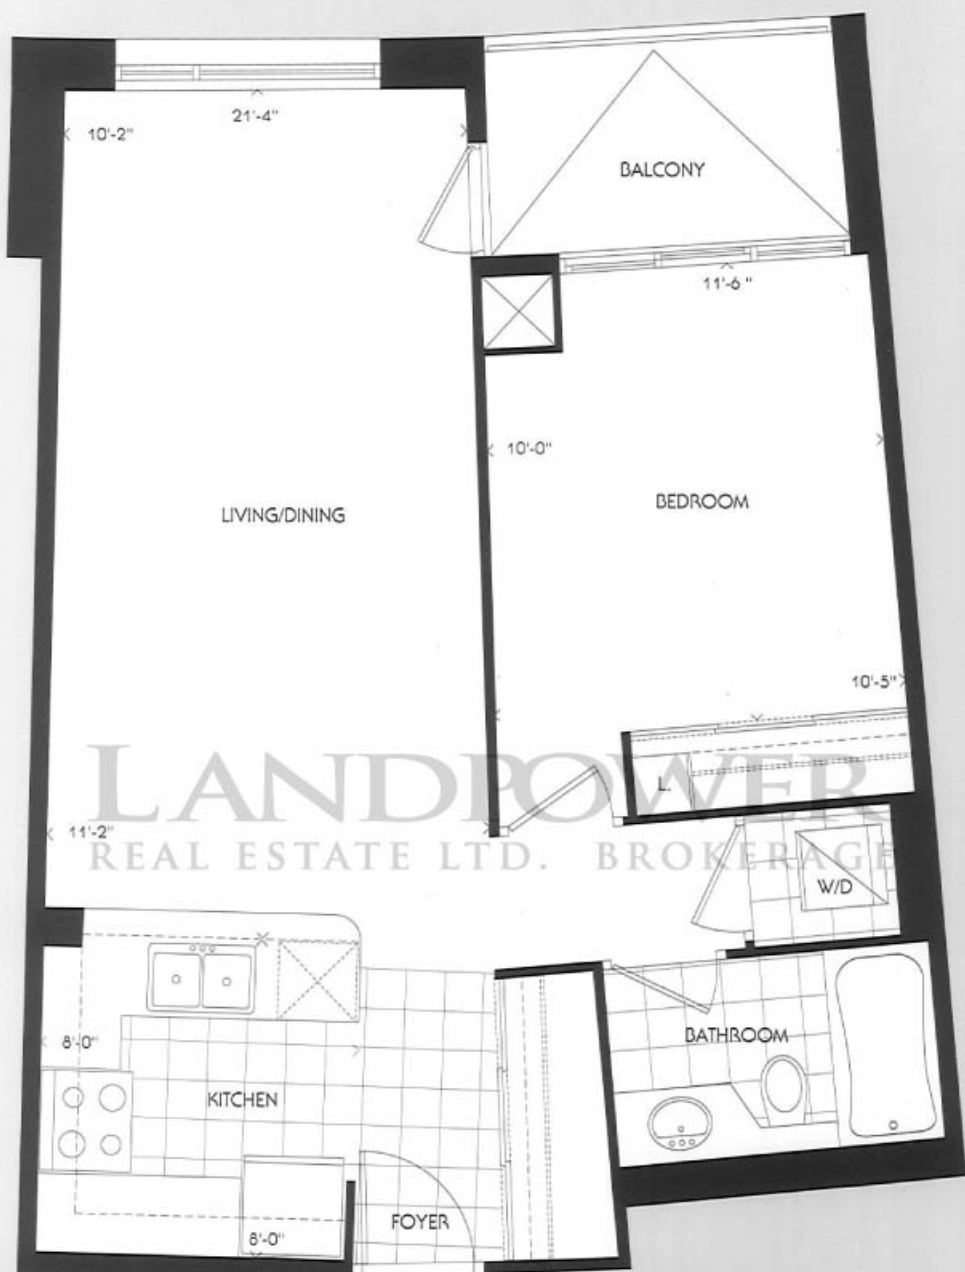 21'-4"
10'-2"
BALCONY
11'-6 "
10'-0"
BEDROOM
LIVING/DINING
10'-5"
LANDPOWER
L.
11'-2"
REAL ESTATE LTD. BROKERAGE
W/D
BATHROOM
8'-0"
KITCHEN
FOYER
8'-0"